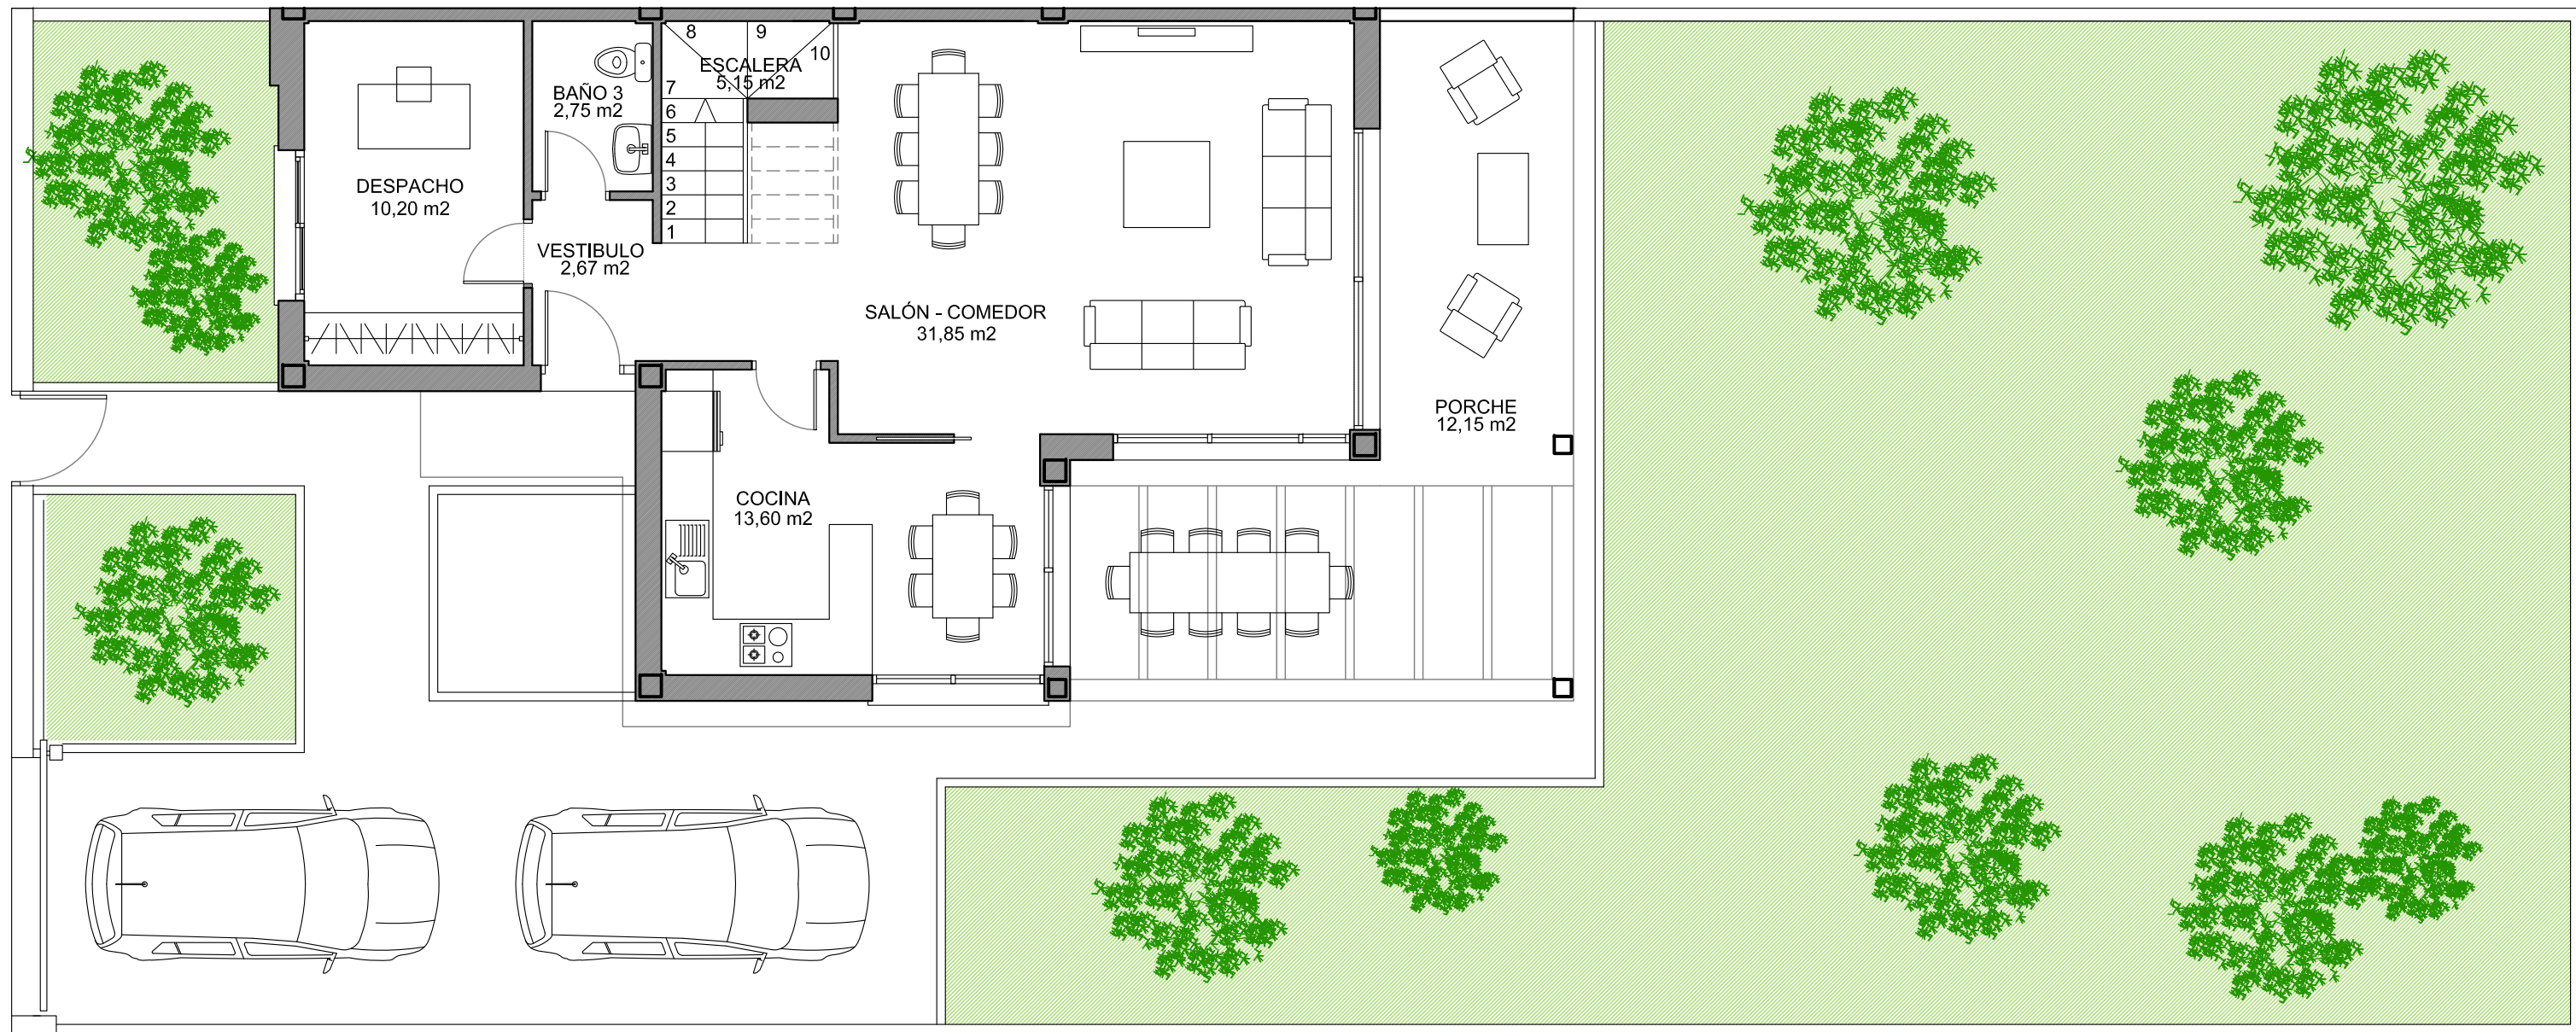 8
9
10
ESCALERA
5,15 m2
7
6
5
4
3
2
1
BAÑO 3
2,75 m2
DESPACHO
10,20 m2
VESTIBULO
2,67 m2
SALÓN - COMEDOR
31,85 m2
PORCHE
12,15 m2
COCINA
13,60 m2